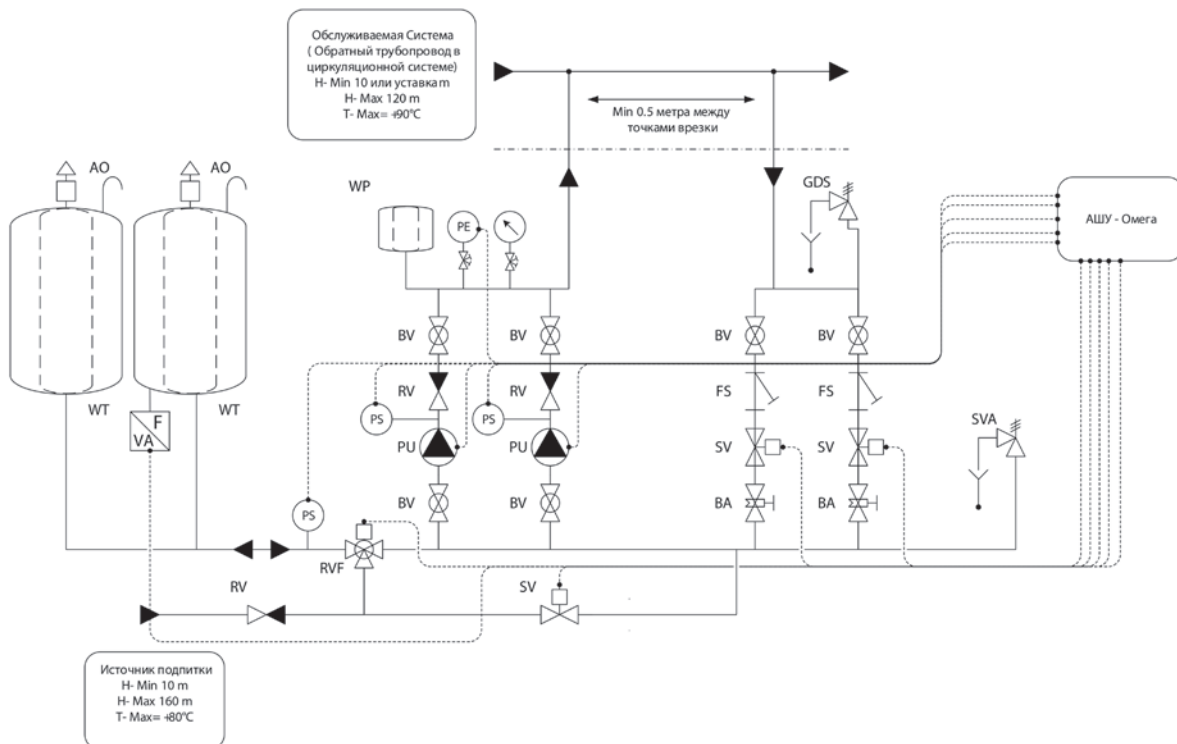 Обслуживаемая Система
( Обратный трубопровод в
циркуляционной системе)
H- Min 10 или уставка m
H- Max 120 m
T- Max= +90°C
Min 0.5 метра между
точками врезки
AO
AO
WP
PE
GDS
АШУ - Омега
BV
BV
BV
BV
RV
RV
FS
FS
WT
WT
F
VA
PS
PS
SVA
PU
PU
SV
SV
PS
BV
BV
BA
BA
RVF
RV
SV
Источник подпитки
H- Min 10 m
H- Max 160 m
T- Max= +80°C